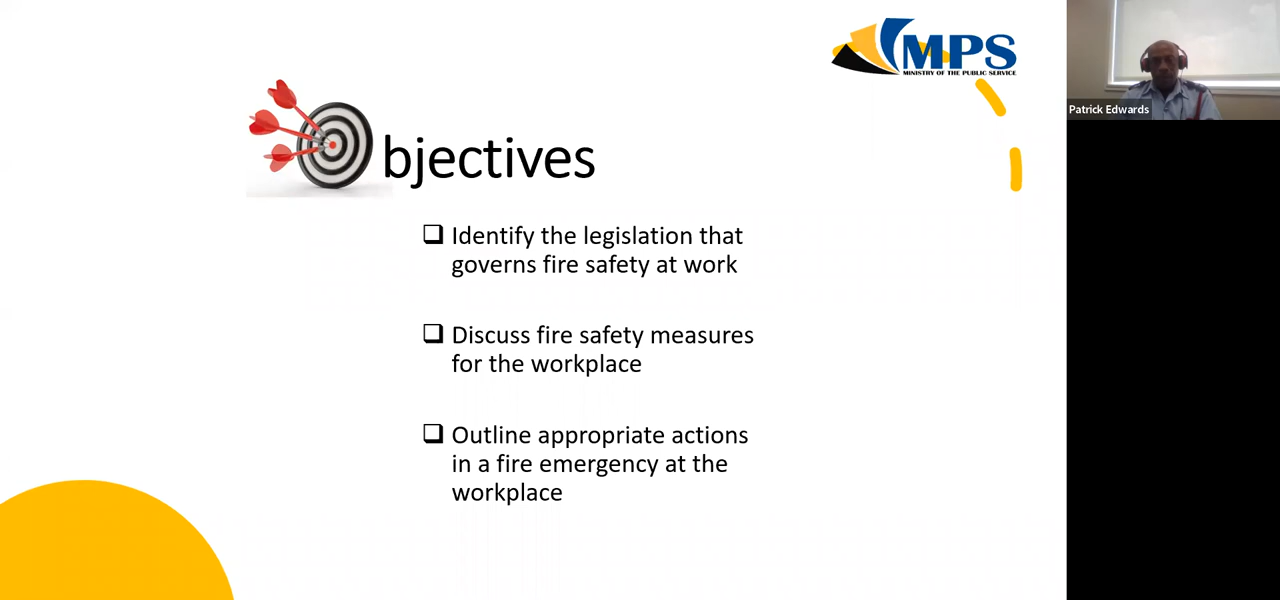 MPS
MINISTRY OF THE PUBLIC SERVICE
Patrick Edwards
bjectives
❑ Identify the legislation that
governs fire safety at work
❑ Discuss fire safety measures
for the workplace
❑ Outline appropriate actions
in a fire emergency at the
workplace